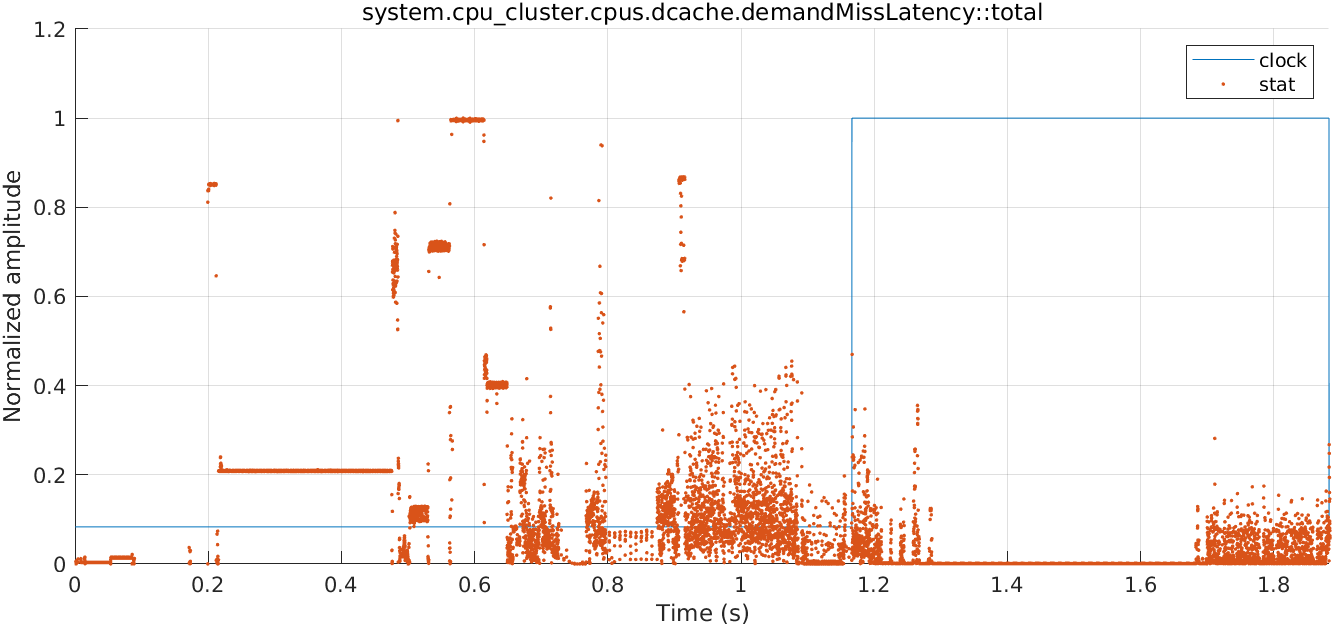 system.cpu_cluster.cpus.dcache.demandMissLatency::total
1.2
1
0.8
0.6
0.4
0.2
0
Normalized amplitude
clock
stat
0 0.2 0.4 0.6 0.8 1 1.2 1.4 1.6 1.8
Time (s)